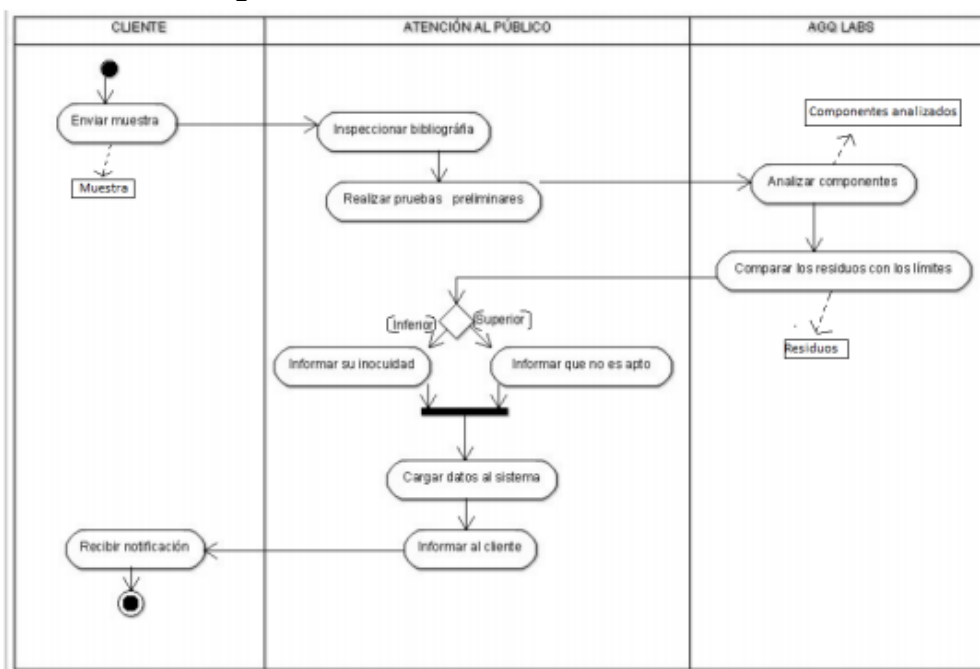 CLIENTE
ATENCIÓN AL PÚBLICO
AGQ LABS
Enviar muestra
Muestra
Inspeccionar bibliográfia
Realizar pruebas preliminares
Componentes analizados
Analizar componentes
Comparar los residuos con los límites
Residuos
[Inferior]
[Superior]
Informar su inocuidad
Informar que no es apto
Cargar datos al sistema
Informar al cliente
Recibir notificación